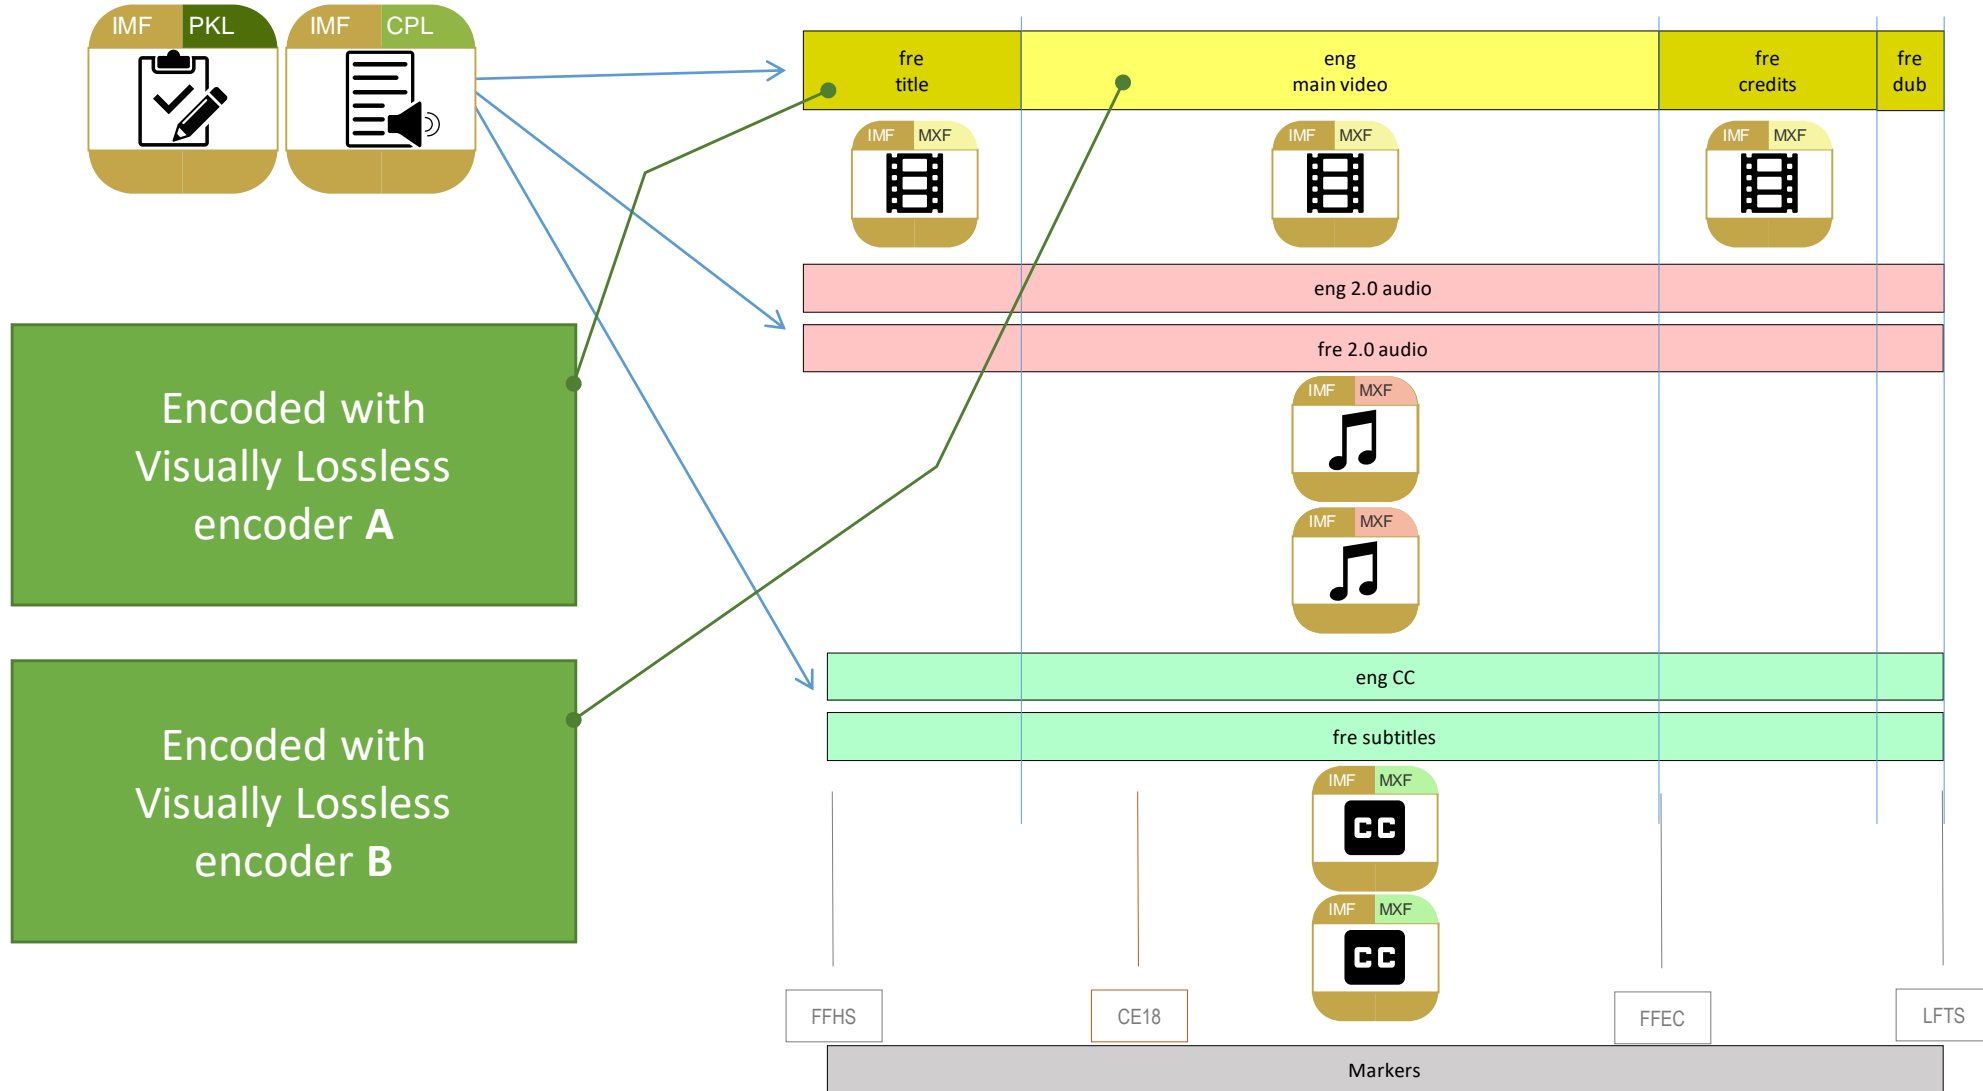 IMF PKL
IMF CPL
fre
title
eng
main video
fre
credits
fre
dub
IMF MXF
IMF MXF
IMF MXF
eng 2.0 audio
fre 2.0 audio
IMF MXF
IMF MXF
Encoded with
Visually Lossless
encoder A
Encoded with
Visually Lossless
encoder B
eng CC
fre subtitles
IMF MXF
CC
IMF MXF
CC
FFHS
CE18
FFEC
LFTS
Markers